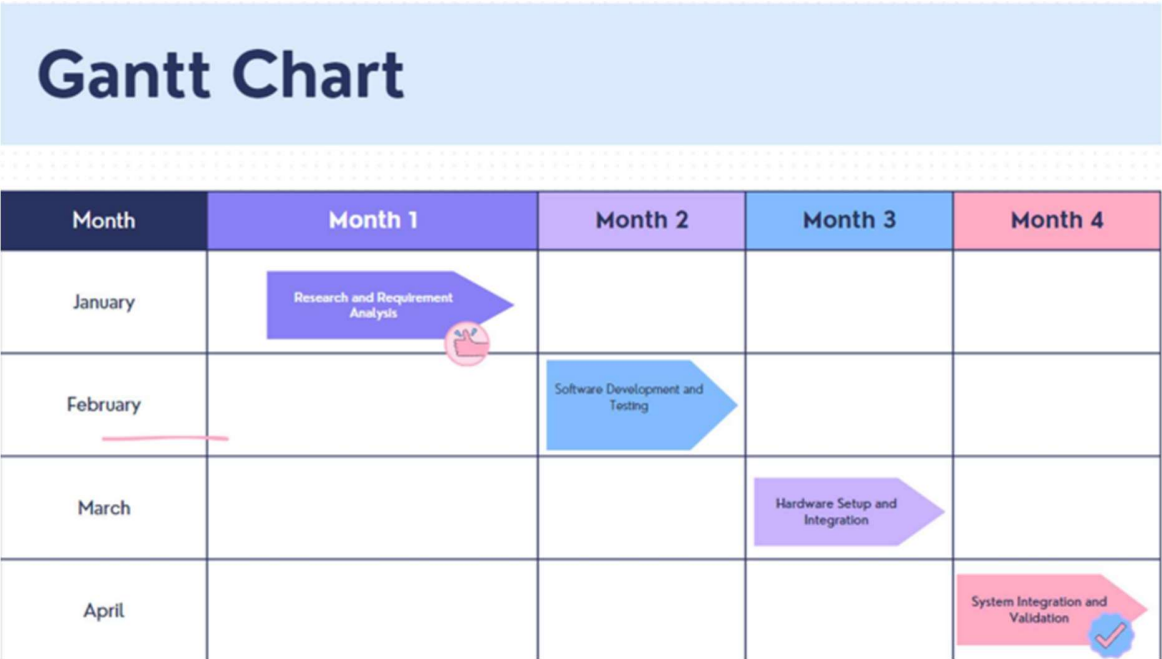 Gantt Chart
Month Month 1 Month 2 Month 3 Month 4
January
Research and Requirement
Analysis
February
Software Development and
Testing
March
Hardware Setup and
Integration
April
System Integration and
Validation